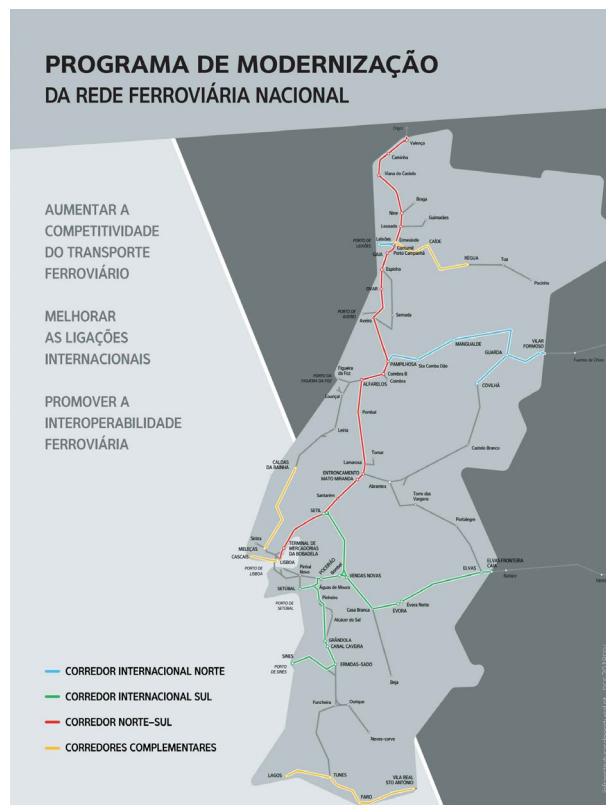 PROGRAMA DE MODERNIZAÇÃO
DA REDE FERROVIÁRIA NACIONAL
AUMENTAR A
COMPETITIVIDADE
DO TRANSPORTE
FERROVIÁRIO
MELHORAR
AS LIGAÇÕES
INTERNACIONAIS
PROMOVER A
INTEROPERABILIDADE
FERROVIÁRIA
Valença
Caminha
Viana do Castelo
Braga
Nine
Guimarães
Lousado
PORTO DE
LEIXÕES
Leixões
Ermesinde
Contumil
Porto Campanhã
GAIA
CAÍDE
RÉGUA
Tua
Pocinho
Espinho
OVAR
PORTO DE
AVEIRO
Sernada
Aveiro
MANGUALDE
GUARDA
VILAR
FORMOSO
PAMPILHOSA
Sta Comba Dão
Coimbra B
Coimbra
Figueira
da Foz
PORTO DA
FIGUEIRA DA FOZ
ALFARELOS
COVILHÃ
Louriçal
Pombal
Leiria
Castelo Branco
Tomar
Lamarosa
CALDAS
DA RAINHA
ENTRONCAMENTO
MATO MIRANDA
Abrantes
Torre das
Vargens
Santarém
SETIL
Portalegre
Sintra
MELEÇAS
CASCAIS
TERMINAL DE
MERCADORIAS
DA BOBADELA
LISBOA
PORTO DE
LISBOA
Pinhal
Novo
POCEIRÃO
Bombel
VENDAS NOVAS
ELVAS
ELVAS-FRONTEIRA
CAIA
Badajoz
SETÚBAL
Águas de Moura
PORTO DE
SETÚBAL
Pinheiro
Alcácer do Sal
Casa Branca
Évora Norte
ÉVORA
GRÂNDOLA
CANAL CAVEIRA
SINES
PORTO
DE SINES
ERMIDAS-SADO
Beja
Funcheira
Ourique
Neves-corvo
LAGOS
TUNES
FARO
VILA REAL
STO ANTÓNIO
CORREDOR INTERNACIONAL NORTE
CORREDOR INTERNACIONAL SUL
CORREDOR NORTE–SUL
CORREDORES COMPLEMENTARES